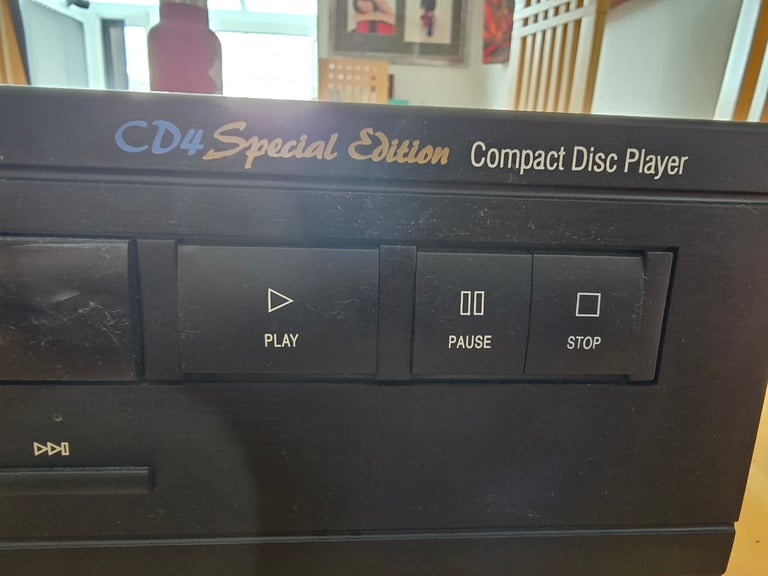 CD4 Special Edition Compact Disc Player
PLAY
PAUSE
STOP